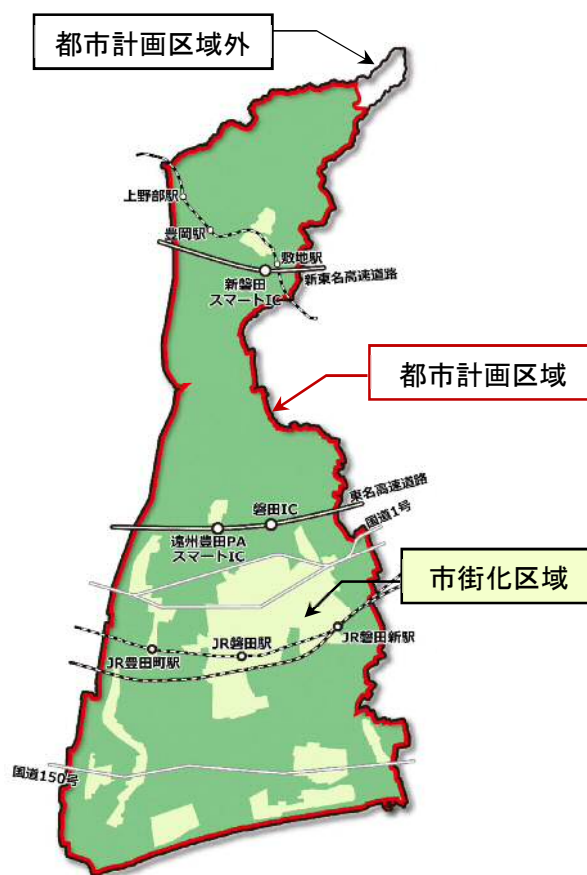 都市計画区域外
上野部駅
豊岡駅
敷地駅
新東名高速道路
新磐田
スマートIC
都市計画区域
東名高速道路
磐田IC
国道1号
遠州豊田PA
スマートIC
市街化区域
JR磐田駅
JR磐田新駅
JR豊田町駅
国道150号